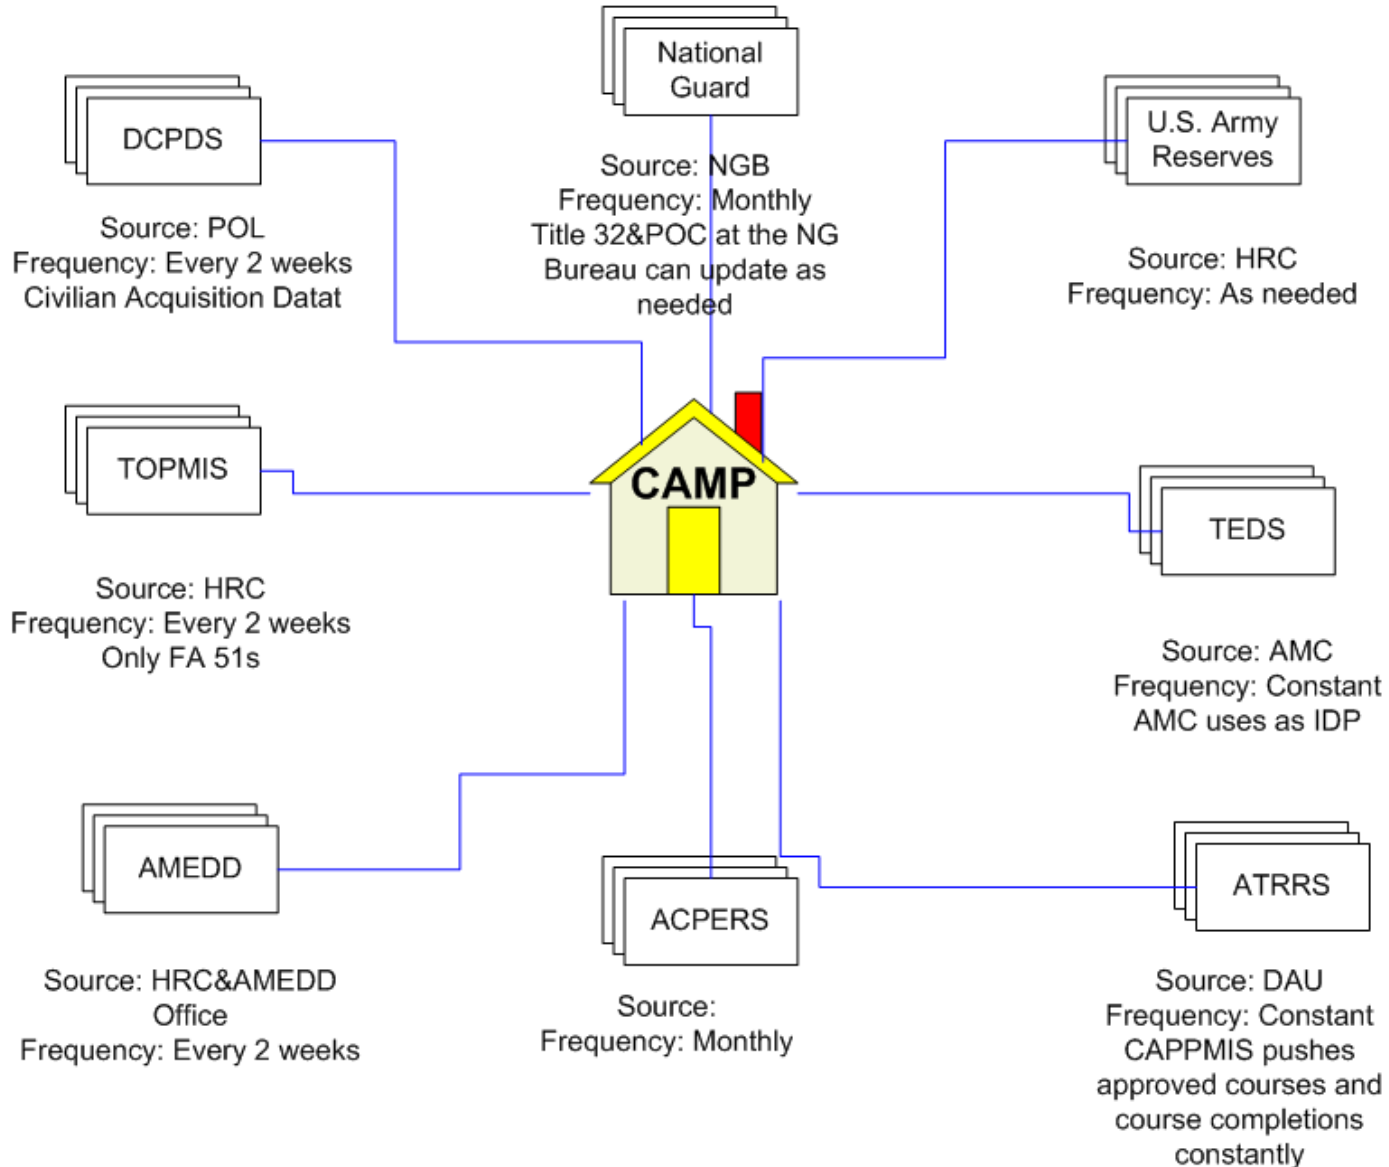 National
Guard
DCPDS
U.S. Army
Reserves
Source: NGB
Frequency: Monthly
Title 32&POC at the NG
Bureau can update as
needed
Source: POL
Frequency: Every 2 weeks
Civilian Acquisition Datat
Source: HRC
Frequency: As needed
TOPMIS
CAMP
TEDS
Source: HRC
Frequency: Every 2 weeks
Only FA 51s
Source: AMC
Frequency: Constant
AMC uses as IDP
AMEDD
ACPERS
ATRRS
Source: HRC&AMEDD
Office
Frequency: Every 2 weeks
Source:
Frequency: Monthly
Source: DAU
Frequency: Constant
CAPPMIS pushes
approved courses and
course completions
constantly